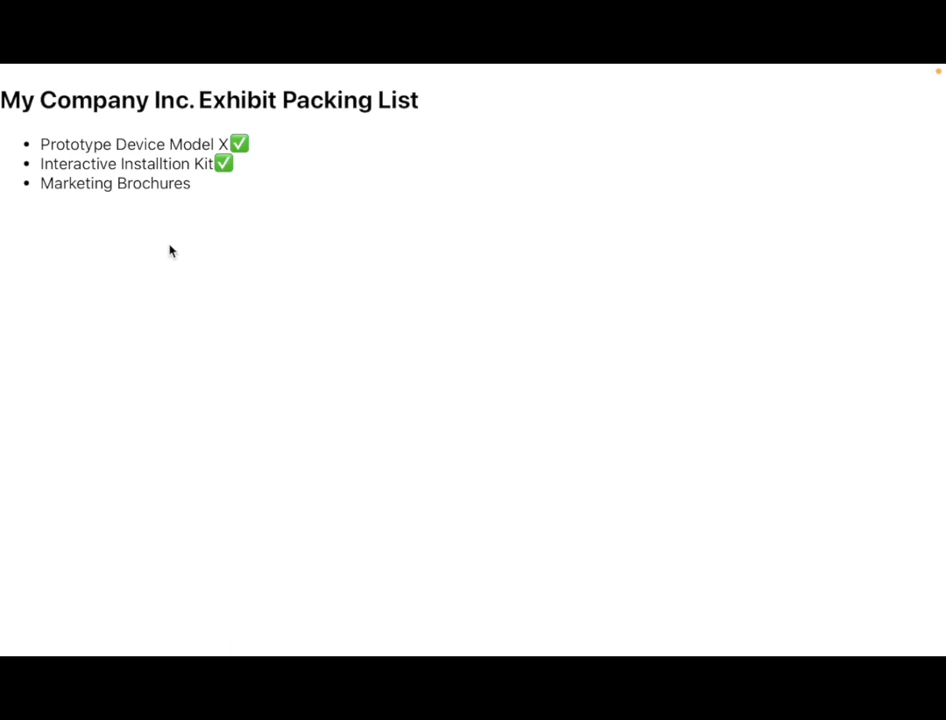 My Company Inc. Exhibit Packing List
• Prototype Device Model X✅
• Interactive Installtion Kit✅
• Marketing Brochures